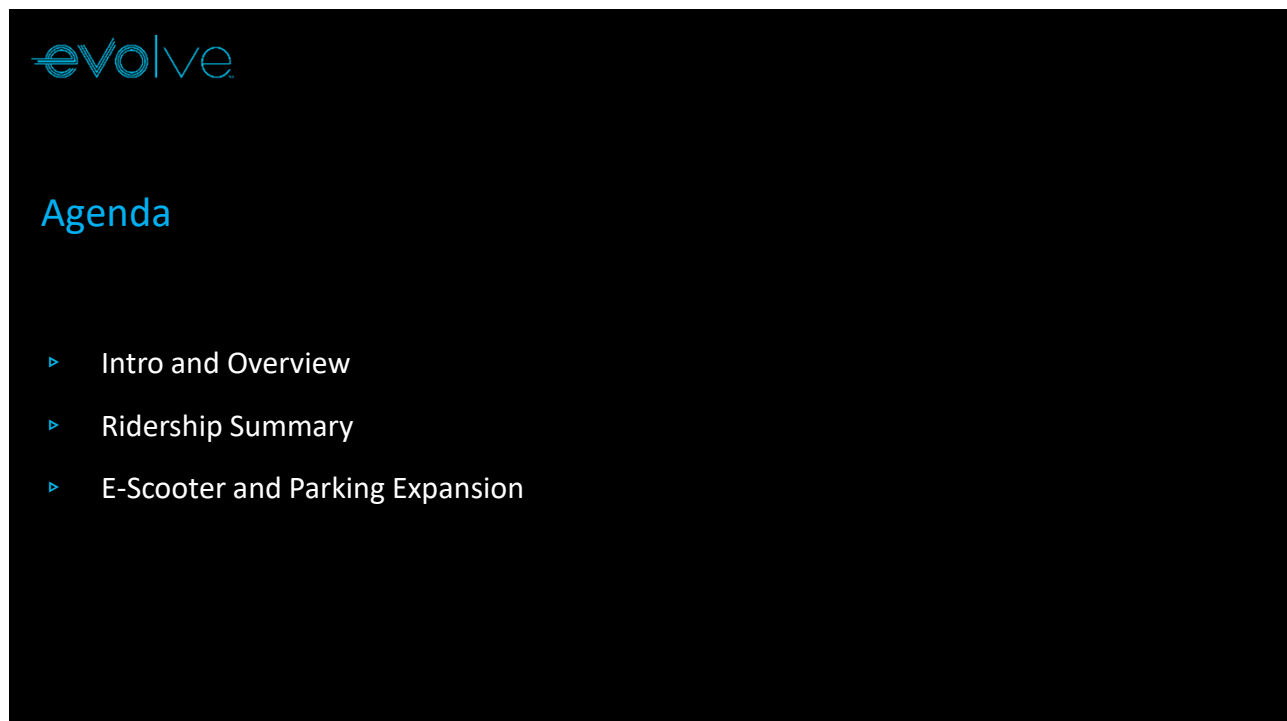 evolve
Agenda
Intro and Overview
Ridership Summary
E-Scooter and Parking Expansion